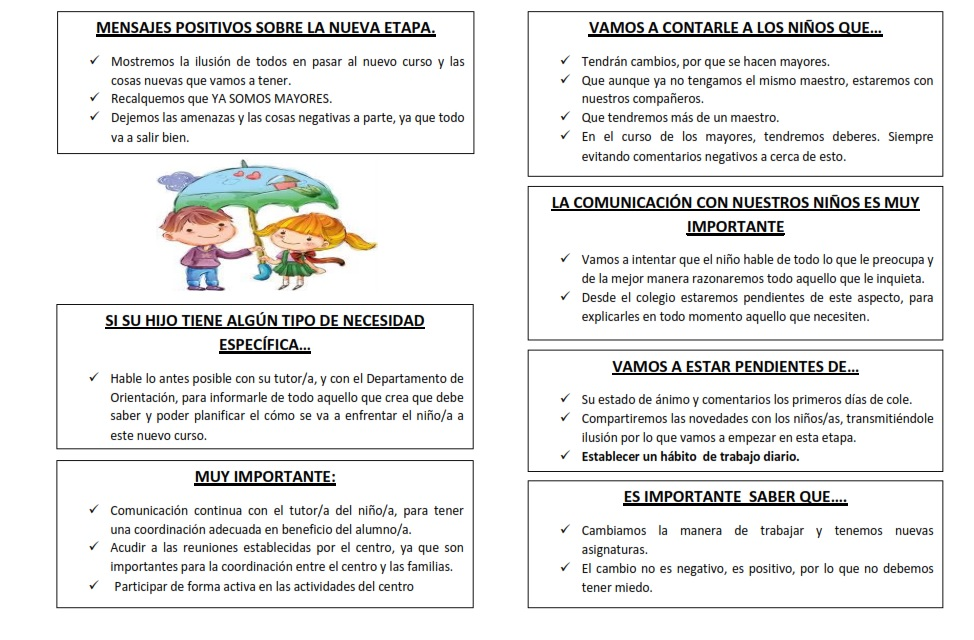 MENSAJES POSITIVOS SOBRE LA NUEVA ETAPA.
Mostremos la ilusión de todos en pasar al nuevo curso y las
cosas nuevas que vamos a tener.
Recalquemos que YA SOMOS MAYORES.
Dejemos las amenazas y las cosas negativas a parte, ya que todo
va a salir bien.
SI SU HIJO TIENE ALGÚN TIPO DE NECESIDAD
ESPECÍFICA…
Hable lo antes posible con su tutor/a, y con el Departamento de
Orientación, para informarle de todo aquello que crea que debe
saber y poder planificar el cómo se va a enfrentar el niño/a a
este nuevo curso.
MUY IMPORTANTE:
Comunicación continua con el tutor/a del niño/a, para tener
una coordinación adecuada en beneficio del alumno/a.
Acudir a las reuniones establecidas por el centro, ya que son
importantes para la coordinación entre el centro y las familias.
Participar de forma activa en las actividades del centro
VAMOS A CONTARLE A LOS NIÑOS QUE…
Tendrán cambios, por que se hacen mayores.
Que aunque ya no tengamos el mismo maestro, estaremos con
nuestros compañeros.
Que tendremos más de un maestro.
En el curso de los mayores, tendremos deberes. Siempre
evitando comentarios negativos a cerca de esto.
LA COMUNICACIÓN CON NUESTROS NIÑOS ES MUY
IMPORTANTE
Vamos a intentar que el niño hable de todo lo que le preocupa y
de la mejor manera razonaremos todo aquello que le inquieta.
Desde el colegio estaremos pendientes de este aspecto, para
explicarles en todo momento aquello que necesiten.
VAMOS A ESTAR PENDIENTES DE…
Su estado de ánimo y comentarios los primeros días de cole.
Compartiremos las novedades con los niños/as, transmitiéndole
ilusión por lo que vamos a empezar en esta etapa.
Establecer un hábito de trabajo diario.
ES IMPORTANTE SABER QUE….
Cambiamos la manera de trabajar y tenemos nuevas
asignaturas.
El cambio no es negativo, es positivo, por lo que no debemos
tener miedo.